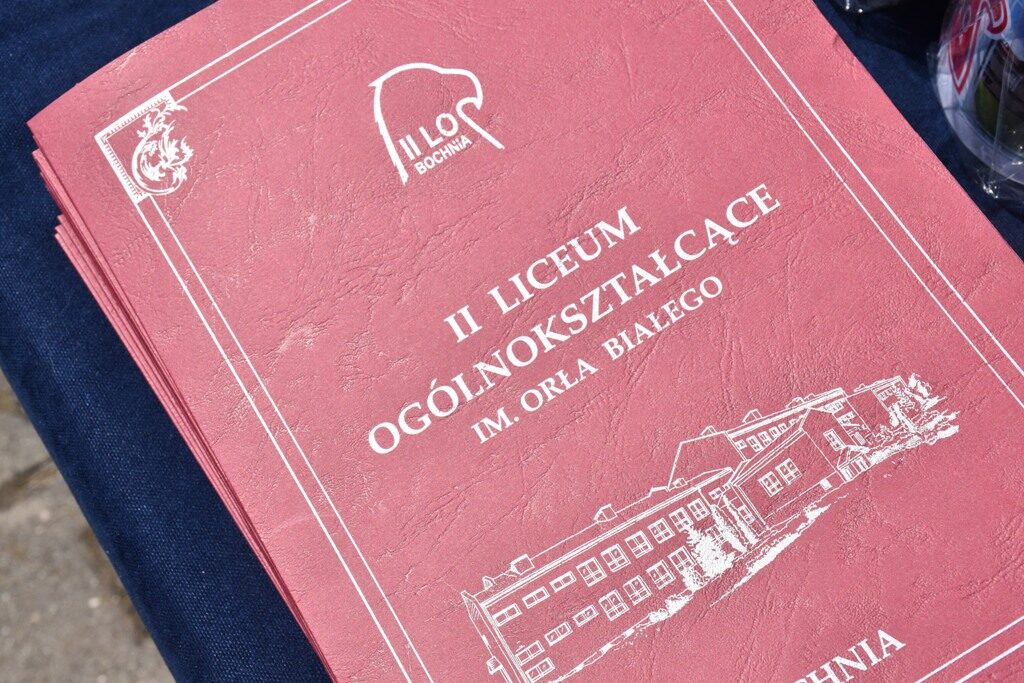 II LO
BOCHNIA
II LICEUM
OGÓLNOKSZTAŁCĄCE
IM. ORŁA BIAŁEGO